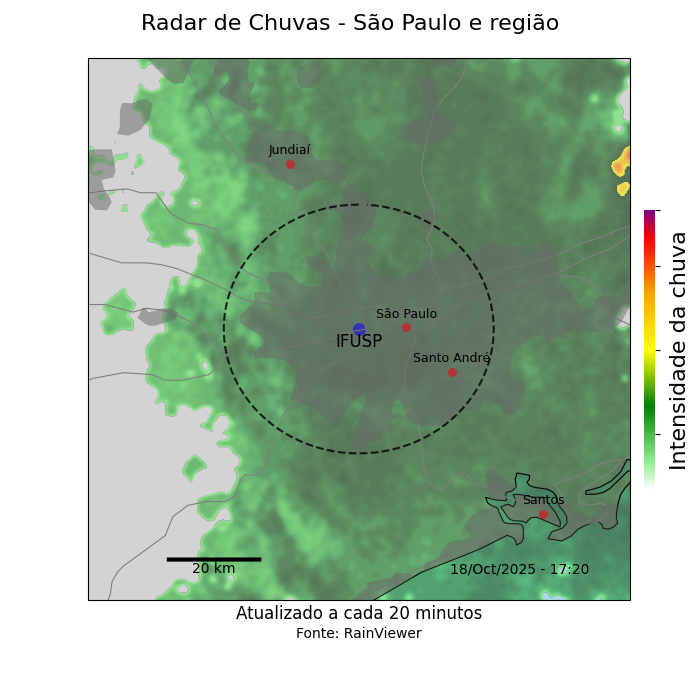 Radar de Chuvas - São Paulo e região
Jundiaí
São Paulo
IFUSP
Santo André
Santos
20 km
18/Oct/2025 - 17:20
Intensidade da chuva
Atualizado a cada 20 minutos
Fonte: RainViewer